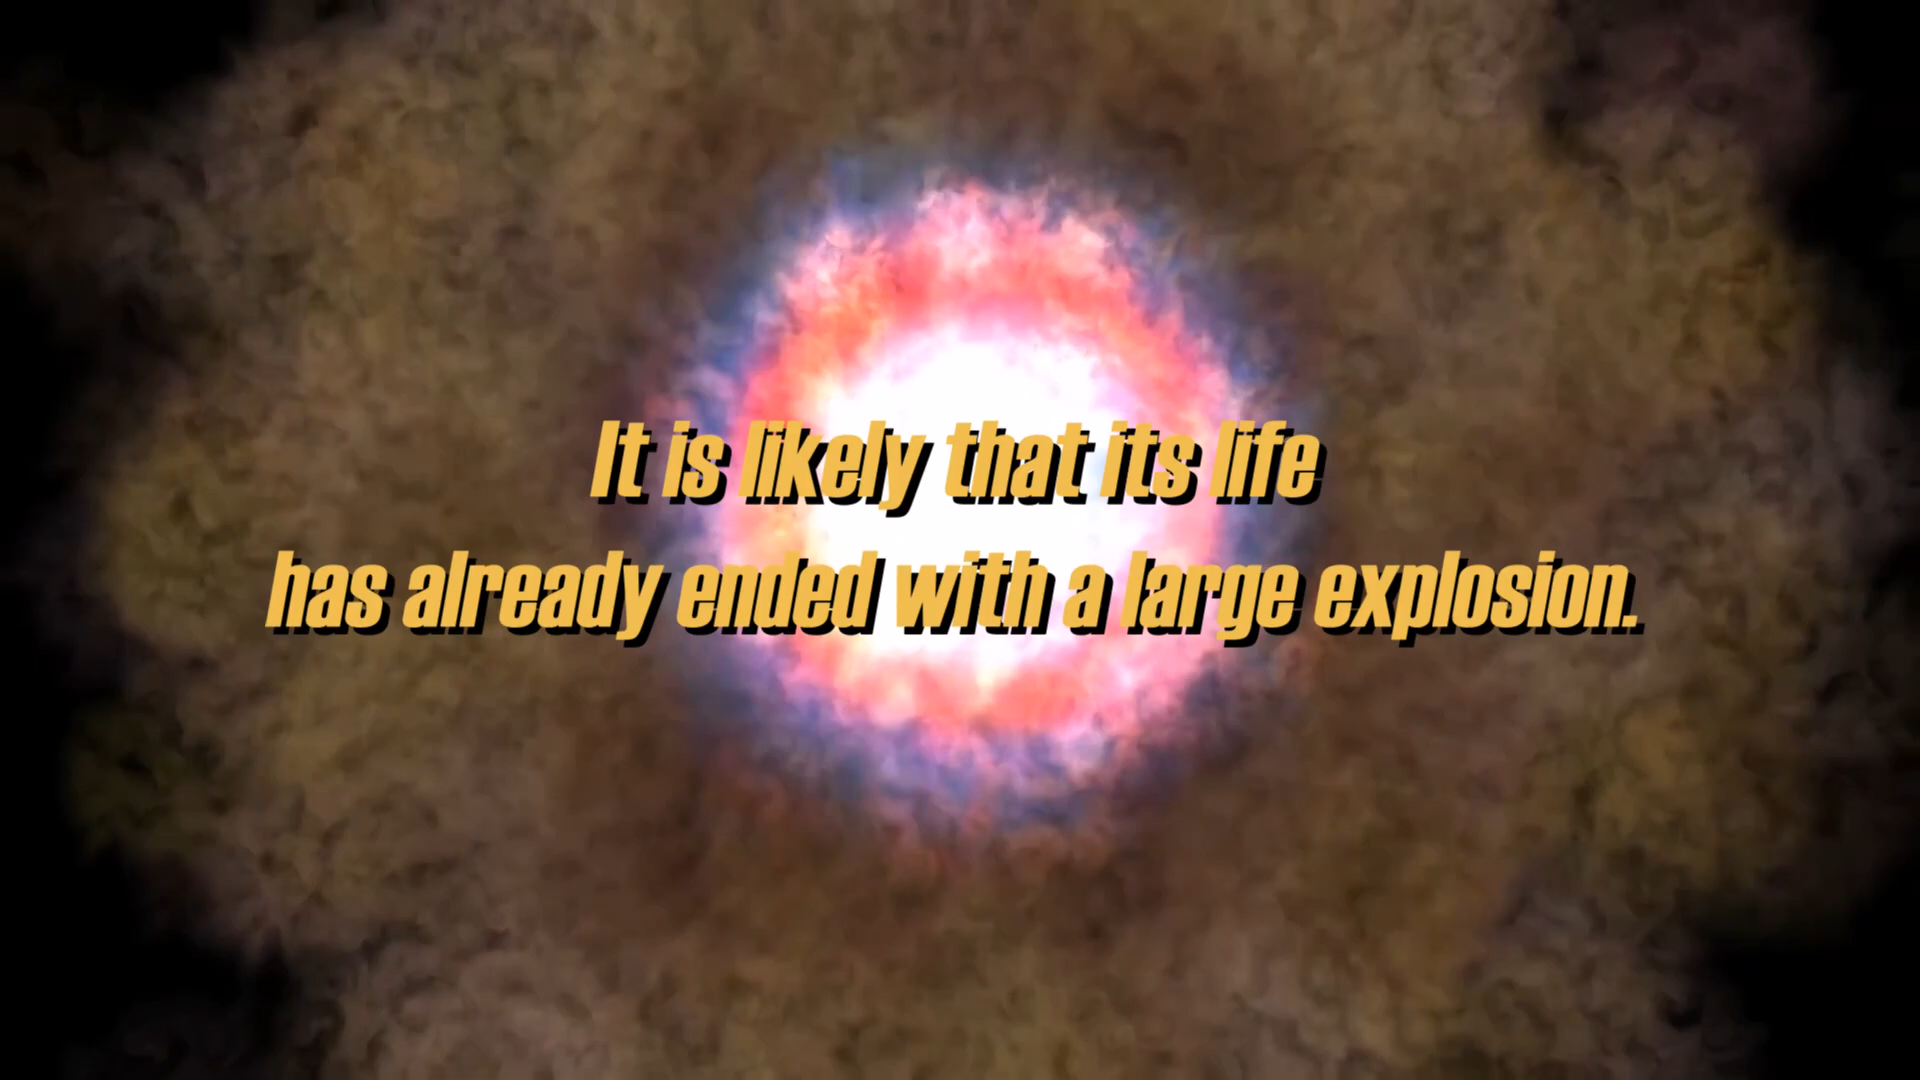 It is likely that its life
has already ended with a large explosion.